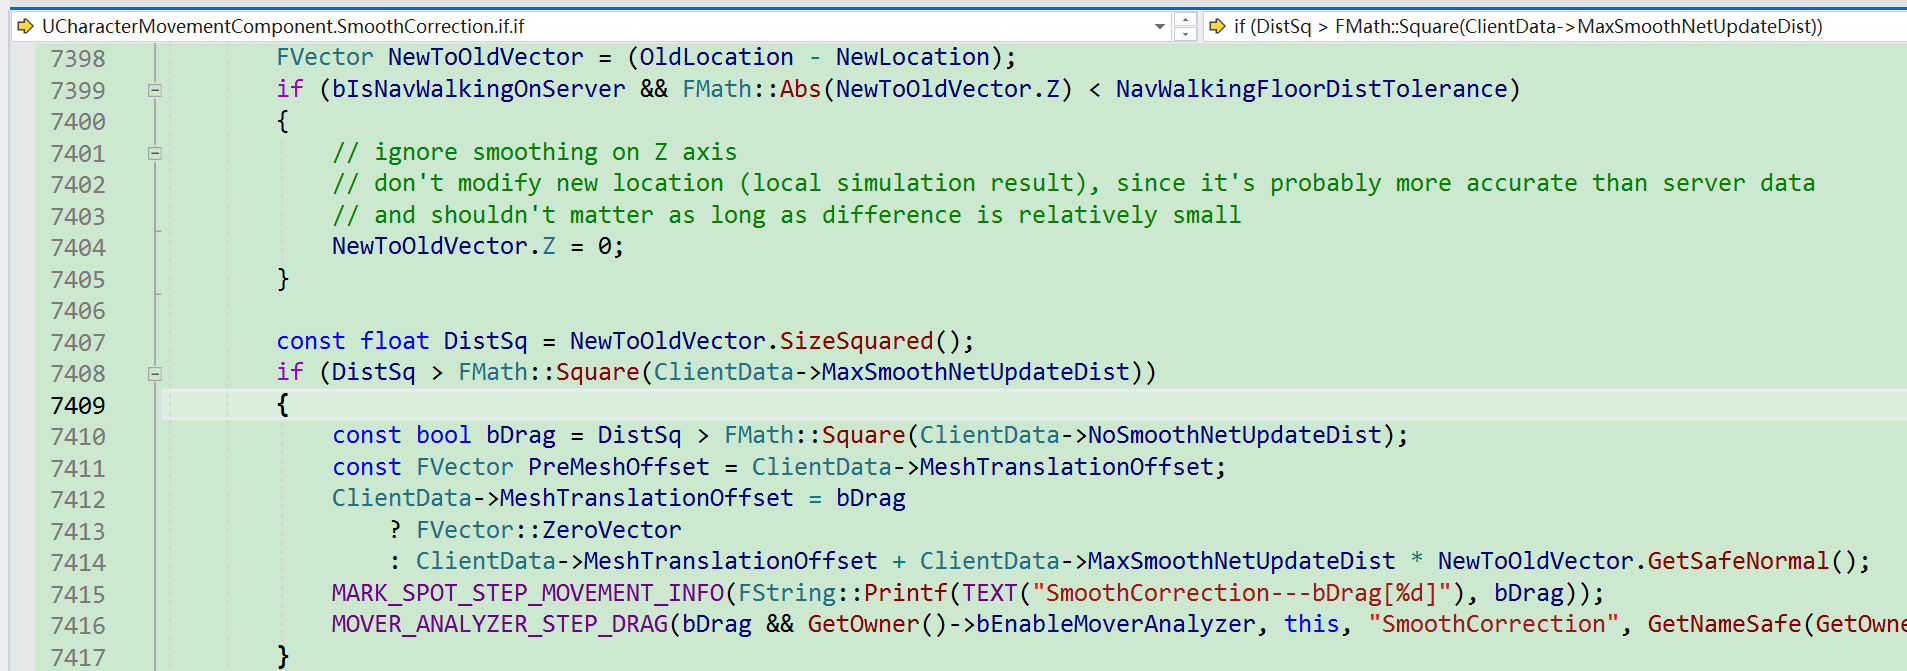 UCharacterMovementComponent.SmoothCorrection.if.if
if (DistSq > FMath::Square(ClientData->MaxSmoothNetUpdateDist))
7398 FVector NewToOldVector = (OldLocation - NewLocation);
7399 if (bIsNavWalkingOnServer && FMath::Abs(NewToOldVector.Z) < NavWalkingFloorDistTolerance)
7400 {
7401 // ignore smoothing on Z axis
7402 // don't modify new location (local simulation result), since it's probably more accurate than server data
7403 // and shouldn't matter as long as difference is relatively small
7404 NewToOldVector.Z = 0;
7405 }
7406
7407 const float DistSq = NewToOldVector.SizeSquared();
7408 if (DistSq > FMath::Square(ClientData->MaxSmoothNetUpdateDist))
7409 {
7410 const bool bDrag = DistSq > FMath::Square(ClientData->NoSmoothNetUpdateDist);
7411 const FVector PreMeshOffset = ClientData->MeshTranslationOffset;
7412 ClientData->MeshTranslationOffset = bDrag
7413 ? FVector::ZeroVector
7414 : ClientData->MeshTranslationOffset + ClientData->MaxSmoothNetUpdateDist * NewToOldVector.GetSafeNormal();
7415 MARK_SPOT_STEP_MOVEMENT_INFO(FString::Printf(TEXT("SmoothCorrection---bDrag[%d]"), bDrag));
7416 MOVER_ANALYZER_STEP_DRAG(bDrag && GetOwner()->bEnableMoverAnalyzer, this, "SmoothCorrection", GetNameSafe(GetOwne
7417 }